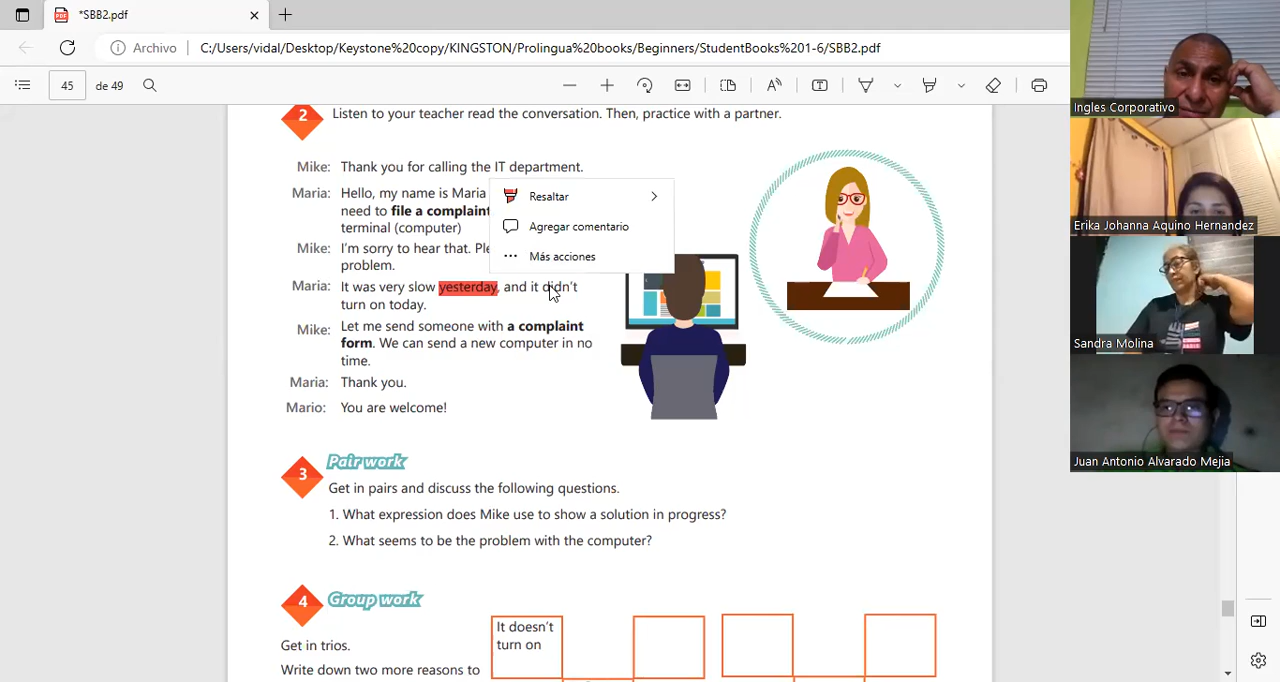 *SBB2.pdf
Archivo
C:/Users/vidal/Desktop/Keystone%20copy/KINGSTON/Prolingua%20books/Beginners/StudentBooks%201-6/SBB2.pdf
45 de 49
2 Listen to your teacher read the conversation. Then, practice with a partner.
Mike: Thank you for calling the IT department.
Maria: Hello, my name is Maria
need to file a complaint
terminal (computer)
Mike: I'm sorry to hear that.
problem.
Maria: It was very slow yesterday, and it didn't
turn on today.
Mike: Let me send someone with a complaint
form. We can send a new computer in no
time.
Maria: Thank you.
Mario: You are welcome!
Resaltar
Agregar comentario
Más acciones
3 Pair work
Get in pairs and discuss the following questions.
1. What expression does Mike use to show a solution in progress?
2. What seems to be the problem with the computer?
4 Group work
Get in trios.
Write down two more reasons to
It doesn't
turn on
Ingles Corporativo
Erika Johanna Aquino Hernandez
Sandra Molina
Juan Antonio Alvarado Mejia